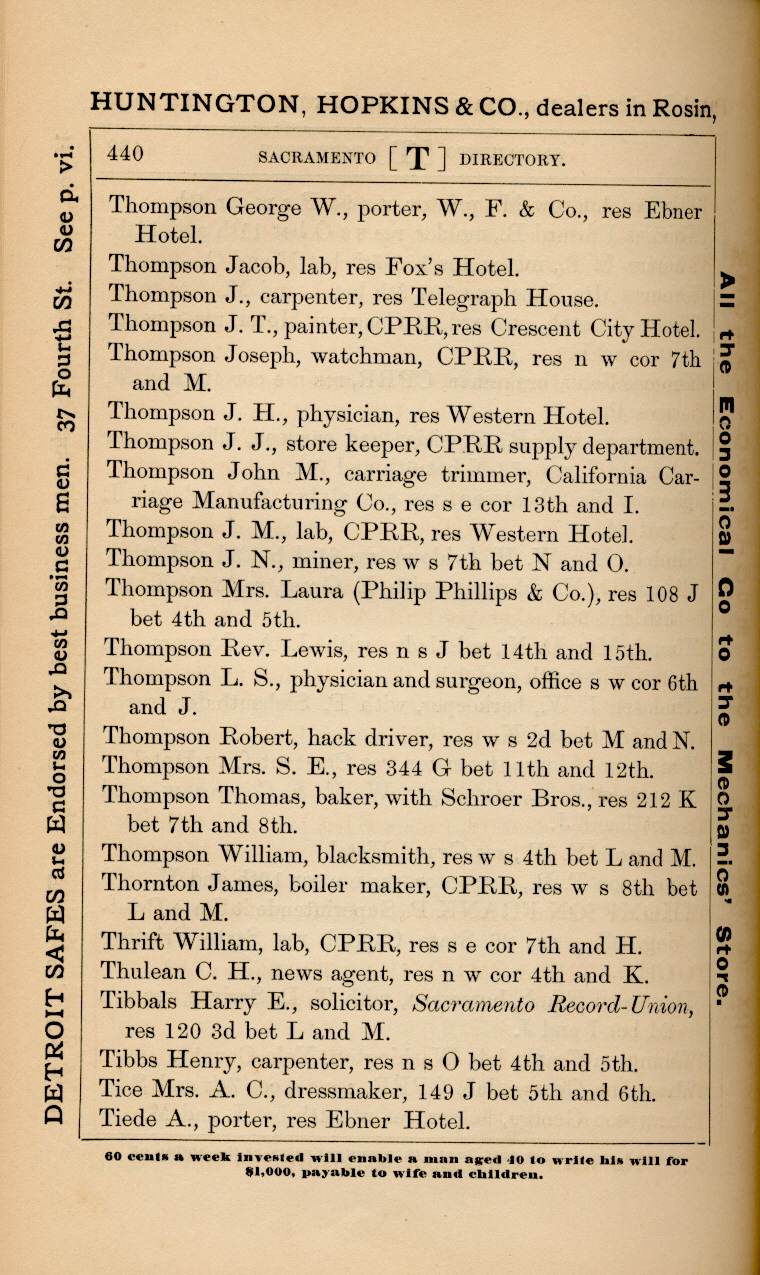 HUNTINGTON, HOPKINS & CO., dealers in Rosin,
440 SACRAMENTO [ T ] DIRECTORY.
Thompson George W., porter, W., F. & Co., res Ebner
Hotel.
Thompson Jacob, lab, res Fox's Hotel.
Thompson J., carpenter, res Telegraph House.
Thompson J. T., painter, CPRR, res Crescent City Hotel.
Thompson Joseph, watchman, CPRR, res n w cor 7th
and M.
Thompson J. H., physician, res Western Hotel.
Thompson J. J., store keeper, CPRR supply department.
Thompson John M., carriage trimmer, California Car-
riage Manufacturing Co., res s e cor 13th and I.
Thompson J. M., lab, CPRR, res Western Hotel.
Thompson J. N., miner, res w s 7th bet N and O.
Thompson Mrs. Laura (Philip Phillips & Co.), res 108 J
bet 4th and 5th.
Thompson Rev. Lewis, res n s J bet 14th and 15th.
Thompson L. S., physician and surgeon, office s w cor 6th
and J.
Thompson Robert, hack driver, res w s 2d bet M and N.
Thompson Mrs. S. E., res 344 G bet 11th and 12th.
Thompson Thomas, baker, with Schroer Bros., res 212 K
bet 7th and 8th.
Thompson William, blacksmith, res w s 4th bet L and M.
Thornton James, boiler maker, CPRR, res w s 8th bet
L and M.
Thrift William, lab, CPRR, res s e cor 7th and H.
Thulean C. H., news agent, res n w cor 4th and K.
Tibbals Harry E., solicitor, Sacramento Record-Union,
res 120 3d bet L and M.
Tibbs Henry, carpenter, res n s O bet 4th and 5th.
Tice Mrs. A. C., dressmaker, 149 J bet 5th and 6th.
Tiede A., porter, res Ebner Hotel.
60 cents a week invested will enable a man aged 40 to write his will for
$1,000, payable to wife and children.
DETROIT SAFES are Endorsed by best business men. 37 Fourth St. See p. vi.
All the Economical Go to the Mechanics' Store.